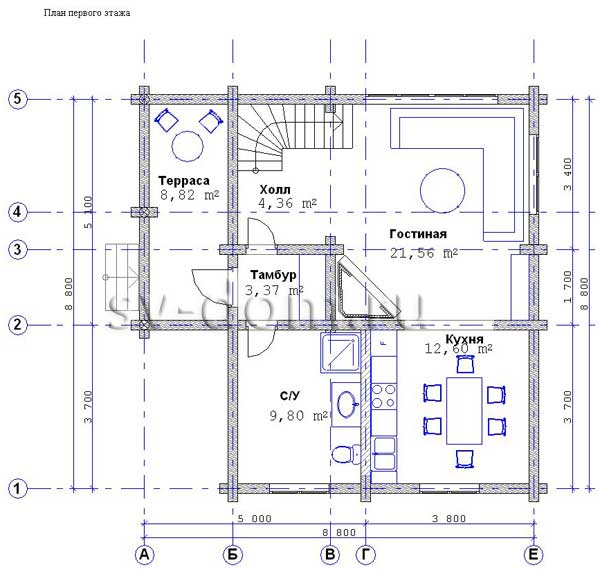 План первого этажа
5
4
3
2
1
Терраса
8,82 m²
Холл
4,36 m²
Гостиная
21,56 m²
Тамбур
3,37 m²
sv-dom.ru
Кухня
12,60 m²
F
С/У
9,80 m²
5 100
8 800
3 700
3 400
1 700
8 800
3 700
5 000
3 800
8 800
А
Б
В
Г
Е